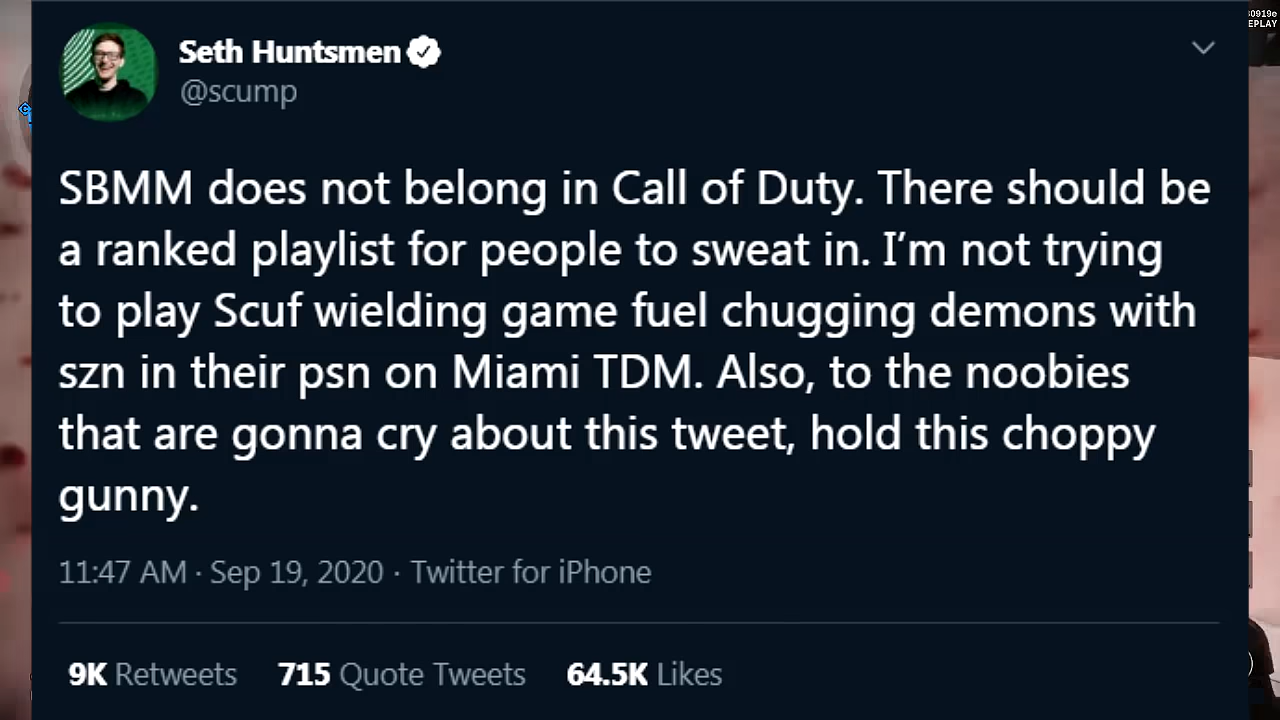 Seth Huntsmen
@scump
SBMM does not belong in Call of Duty. There should be
a ranked playlist for people to sweat in. I’m not trying
to play Scuf wielding game fuel chugging demons with
szn in their psn on Miami TDM. Also, to the noobies
that are gonna cry about this tweet, hold this choppy
gunny.
11:47 AM · Sep 19, 2020 · Twitter for iPhone
9K Retweets 715 Quote Tweets 64.5K Likes